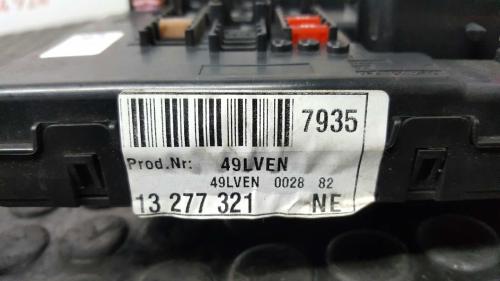 7935
Prod.Nr: 49LVEN
49LVEN 0028 82
13 277 321 NE